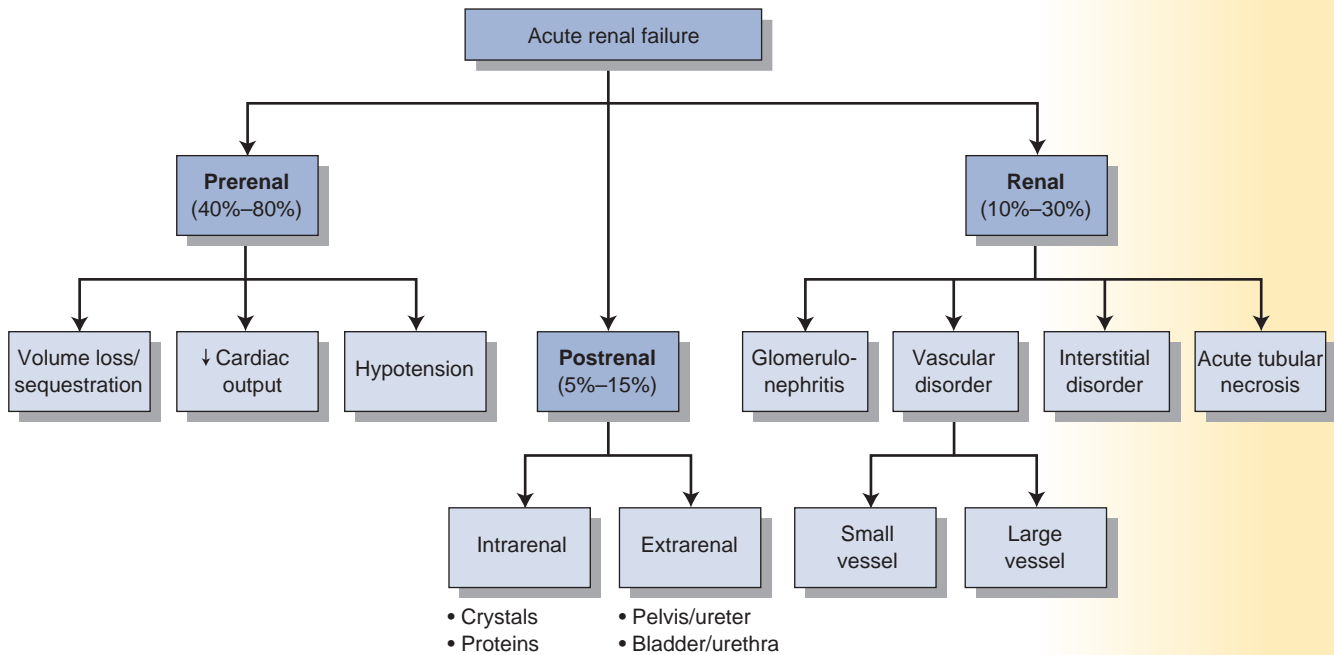 Acute renal failure
Prerenal
(40%–80%)
Renal
(10%–30%)
Volume loss/
sequestration
↓ Cardiac
output
Hypotension
Postrenal
(5%–15%)
Glomerulo-
nephritis
Vascular
disorder
Interstitial
disorder
Acute tubular
necrosis
Intrarenal
Extrarenal
Small
vessel
Large
vessel
• Crystals
• Proteins
• Pelvis/ureter
• Bladder/urethra